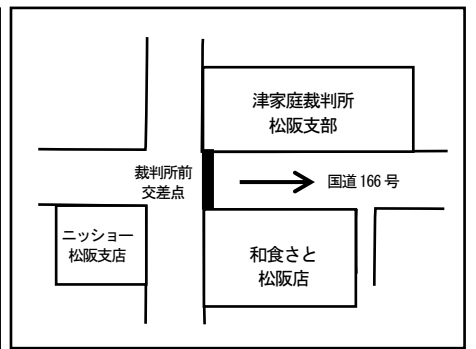 津家庭裁判所
松阪支部
裁判所前
交差点
国道 166 号
ニッショー
松阪支店
和食さと
松阪店